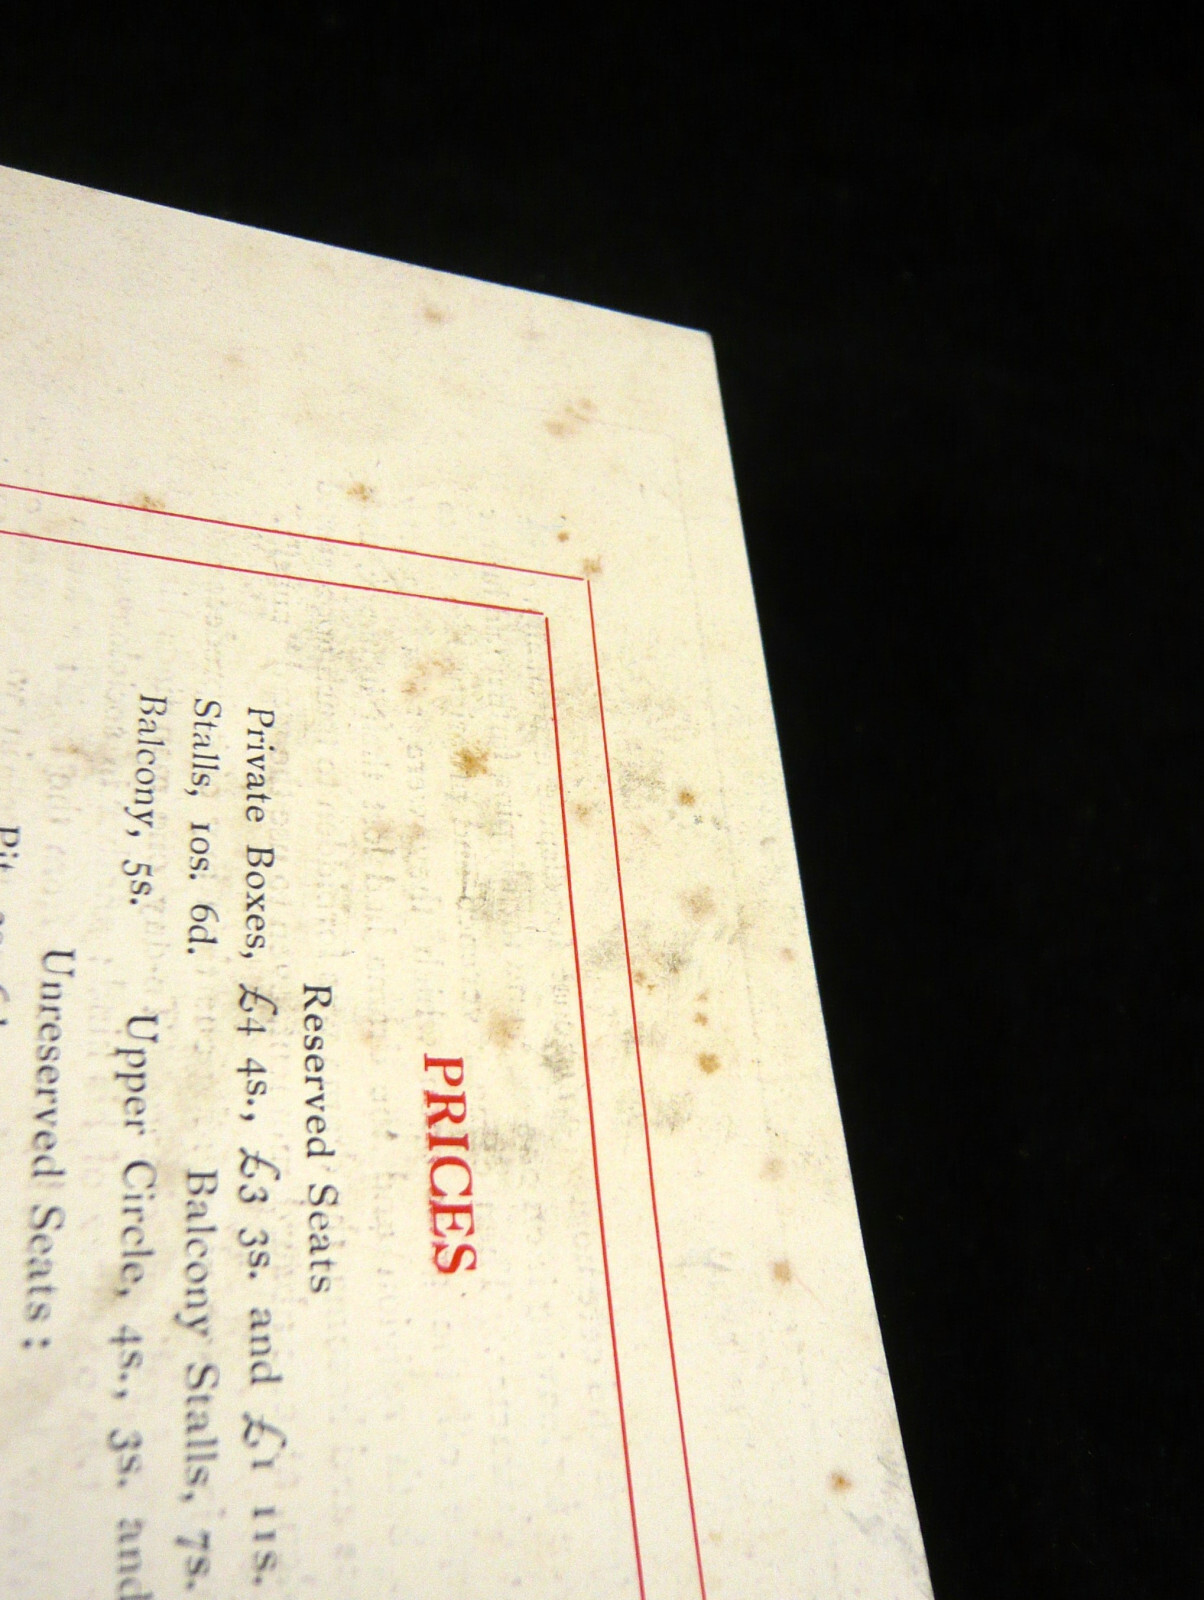 PRICES
Reserved Seats
Private Boxes, £4 4s., £3 3s. and £1 11s.
Stalls, 10s. 6d. Balcony Stalls, 7s.
Balcony, 5s. Upper Circle, 4s., 3s. and
Unreserved Seats :
Pit